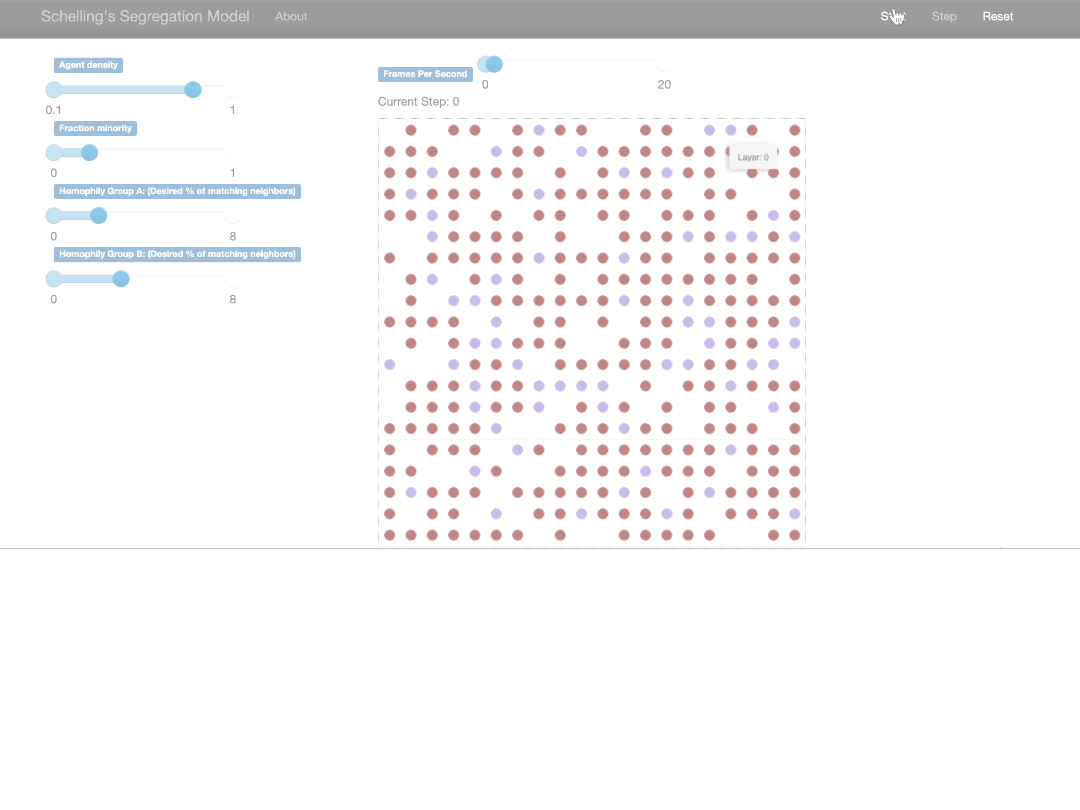 Schelling's Segregation Model About Step Reset
Agent density
0.1 1
Fraction minority
0 1
Homophily Group A: (Desired % of matching neighbors)
0 8
Homophily Group B: (Desired % of matching neighbors)
0 8
Frames Per Second
0 20
Current Step: 0
Layer: 0